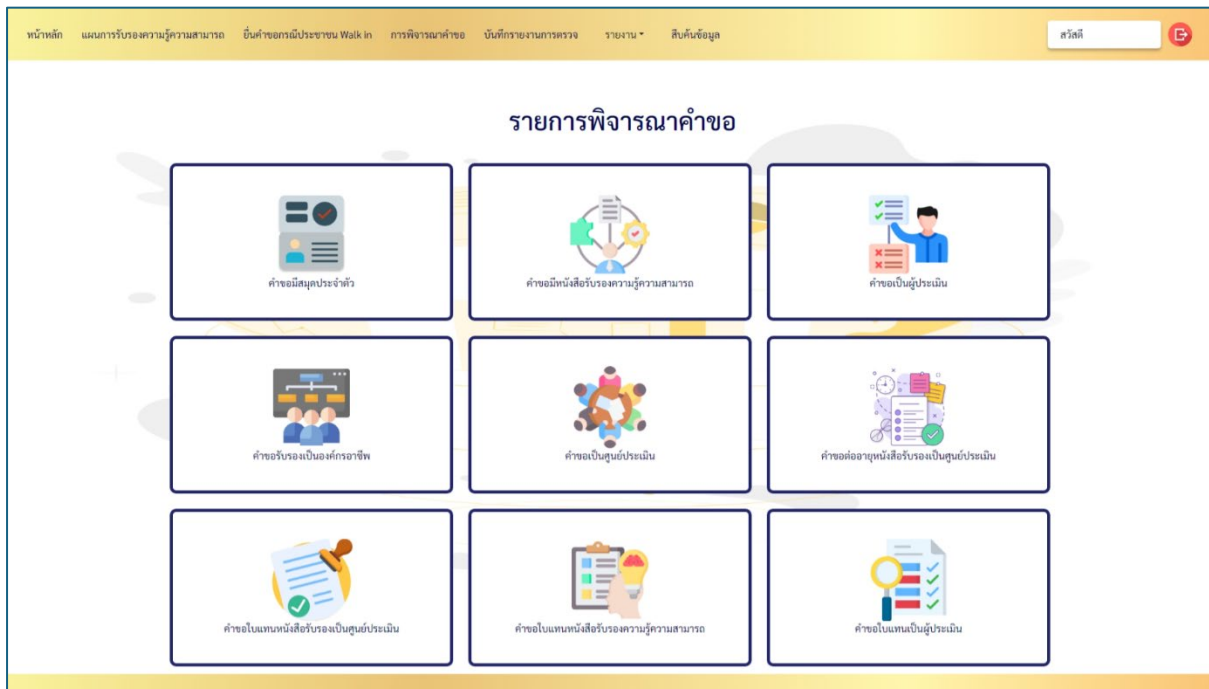 หน้าหลัก แผนการรับรองความรู้ความสามารถ ยื่นคำขอกรณีประชาชน Walk in การพิจารณาคำขอ บันทึกรายงานการตรวจ รายงาน สืบค้นข้อมูล สวัสดี
รายการพิจารณาคำขอ
คำขอมีสมุดประจำตัว คำขอมีหนังสือรับรองความรู้ความสามารถ คำขอเป็นผู้ประเมิน
คำขอรับรองเป็นองค์กรอาชีพ คำขอเป็นศูนย์ประเมิน คำขอต่ออายุหนังสือรับรองเป็นศูนย์ประเมิน
คำขอใบแทนหนังสือรับรองเป็นศูนย์ประเมิน คำขอใบแทนหนังสือรับรองความรู้ความสามารถ คำขอใบแทนเป็นผู้ประเมิน